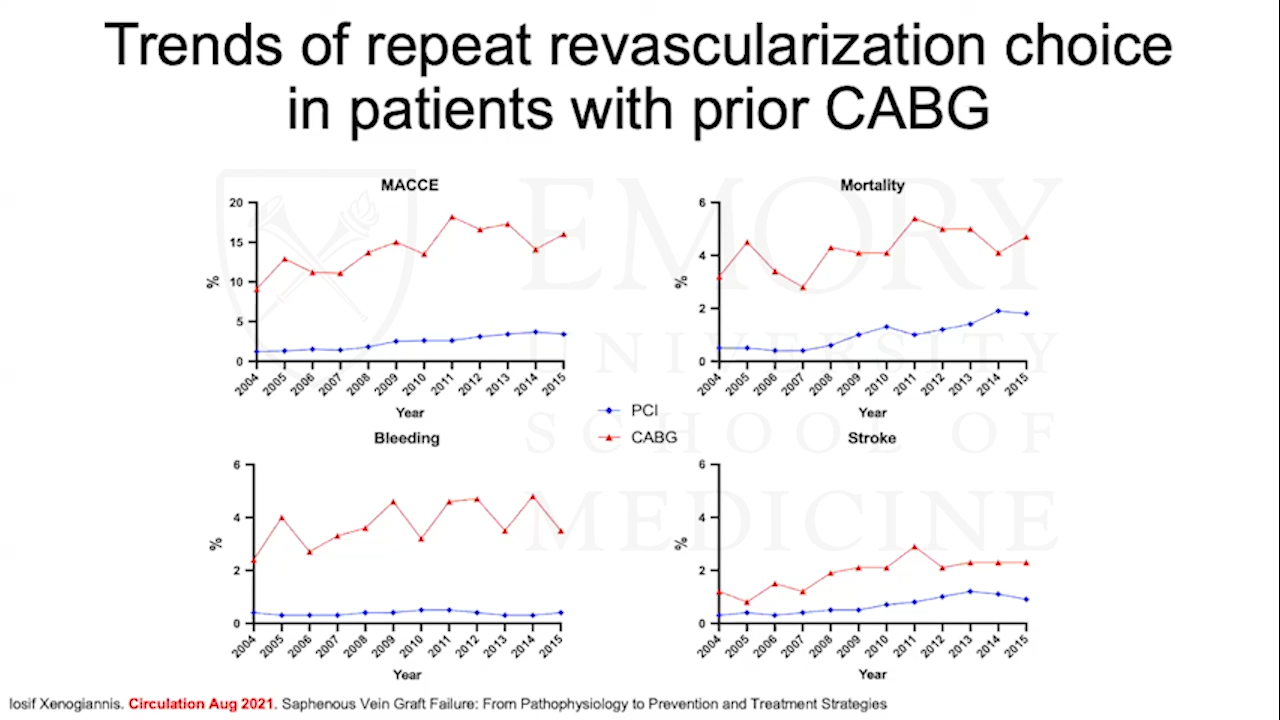 Trends of repeat revascularization choice
in patients with prior CABG
MACCE
20
15
10
5
0
%
2004 2005 2006 2007 2008 2009 2010 2011 2012 2013 2014 2015
Year
Mortality
6
4
2
0
%
2004 2005 2006 2007 2008 2009 2010 2011 2012 2013 2014 2015
Year
PCI
CABG
Bleeding
6
4
2
0
%
2004 2005 2006 2007 2008 2009 2010 2011 2012 2013 2014 2015
Year
Stroke
6
4
2
0
%
2004 2005 2006 2007 2008 2009 2010 2011 2012 2013 2014 2015
Year
EMORY
UNIVERSITY
SCHOOL OF
MEDICINE
Iosif Xenogiannis. Circulation Aug 2021. Saphenous Vein Graft Failure: From Pathophysiology to Prevention and Treatment Strategies